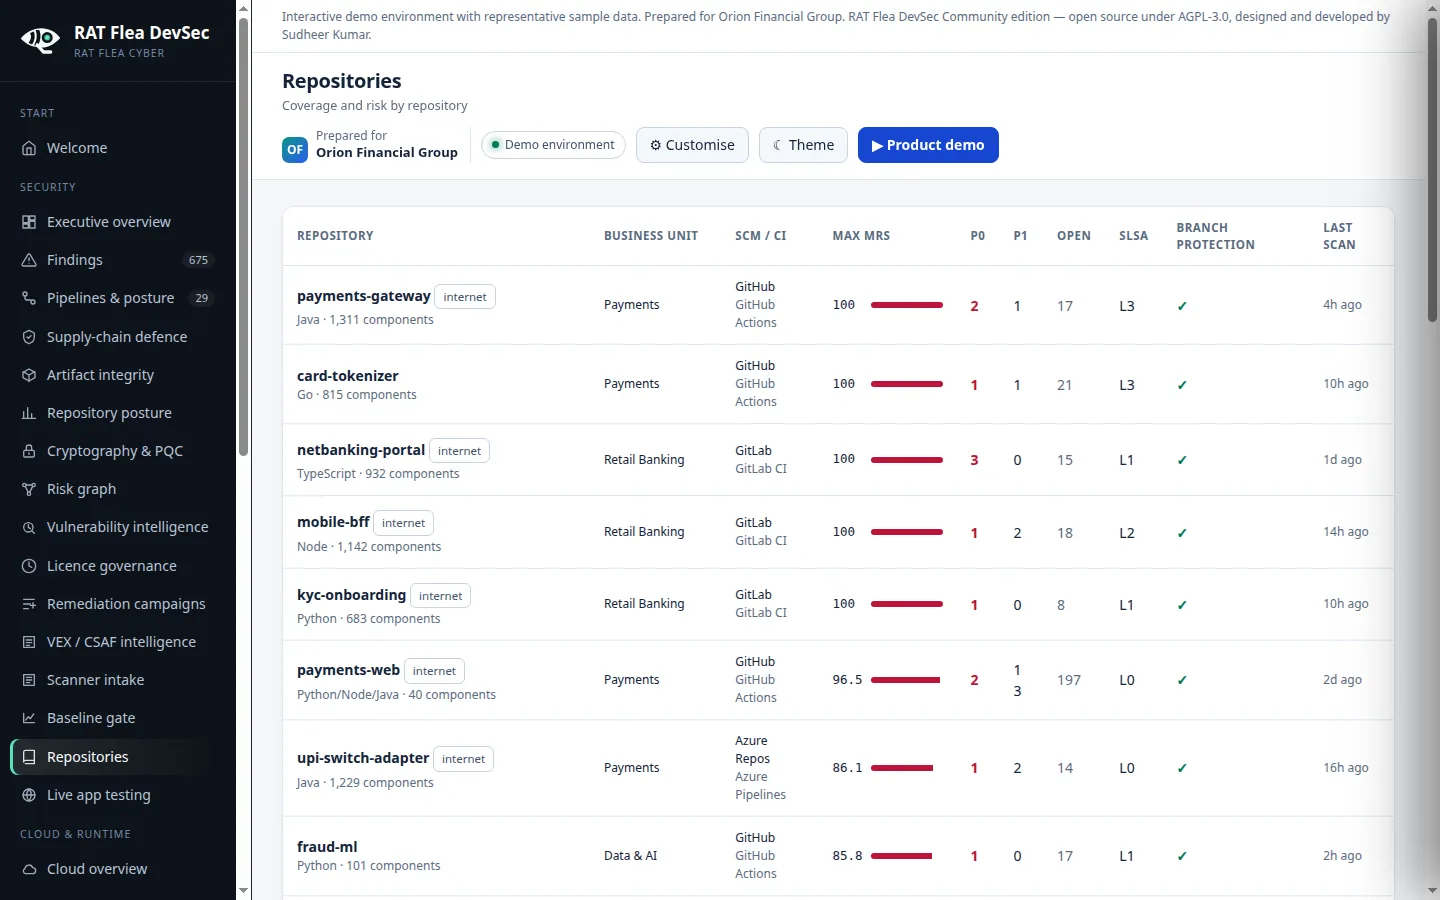 RAT Flea DevSec
RAT FLEA CYBER
START
Welcome
SECURITY
Executive overview
Findings 675
Pipelines & posture 29
Supply-chain defence
Artifact integrity
Repository posture
Cryptography & PQC
Risk graph
Vulnerability intelligence
Licence governance
Remediation campaigns
VEX / CSAF intelligence
Scanner intake
Baseline gate
Repositories
Live app testing
CLOUD & RUNTIME
Cloud overview
Interactive demo environment with representative sample data. Prepared for Orion Financial Group. RAT Flea DevSec Community edition — open source under AGPL-3.0, designed and developed by
Sudheer Kumar.
Repositories
Coverage and risk by repository
OF
Prepared for
Orion Financial Group
Demo environment
⚙ Customise
☾ Theme
▶ Product demo
REPOSITORY BUSINESS UNIT SCM / CI MAX MRS P0 P1 OPEN SLSA BRANCH PROTECTION LAST SCAN
payments-gateway internet
Java · 1,311 components
Payments
GitHub
GitHub
Actions
100 2 1 17 L3 ✓ 4h ago
card-tokenizer
Go · 815 components
Payments
GitHub
GitHub
Actions
100 1 1 21 L3 ✓ 10h ago
netbanking-portal internet
TypeScript · 932 components
Retail Banking
GitLab
GitLab CI
100 3 0 15 L1 ✓ 1d ago
mobile-bff internet
Node · 1,142 components
Retail Banking
GitLab
GitLab CI
100 1 2 18 L2 ✓ 14h ago
kyc-onboarding internet
Python · 683 components
Retail Banking
GitLab
GitLab CI
100 1 0 8 L1 ✓ 10h ago
payments-web internet
Python/Node/Java · 40 components
Payments
GitHub
GitHub
Actions
96.5 2 1
3 197 L0 ✓ 2d ago
upi-switch-adapter internet
Java · 1,229 components
Payments
Azure
Repos
Azure
Pipelines
86.1 1 2 14 L0 ✓ 16h ago
fraud-ml
Python · 101 components
Data & AI
GitHub
GitHub
Actions
85.8 1 0 17 L1 ✓ 2h ago